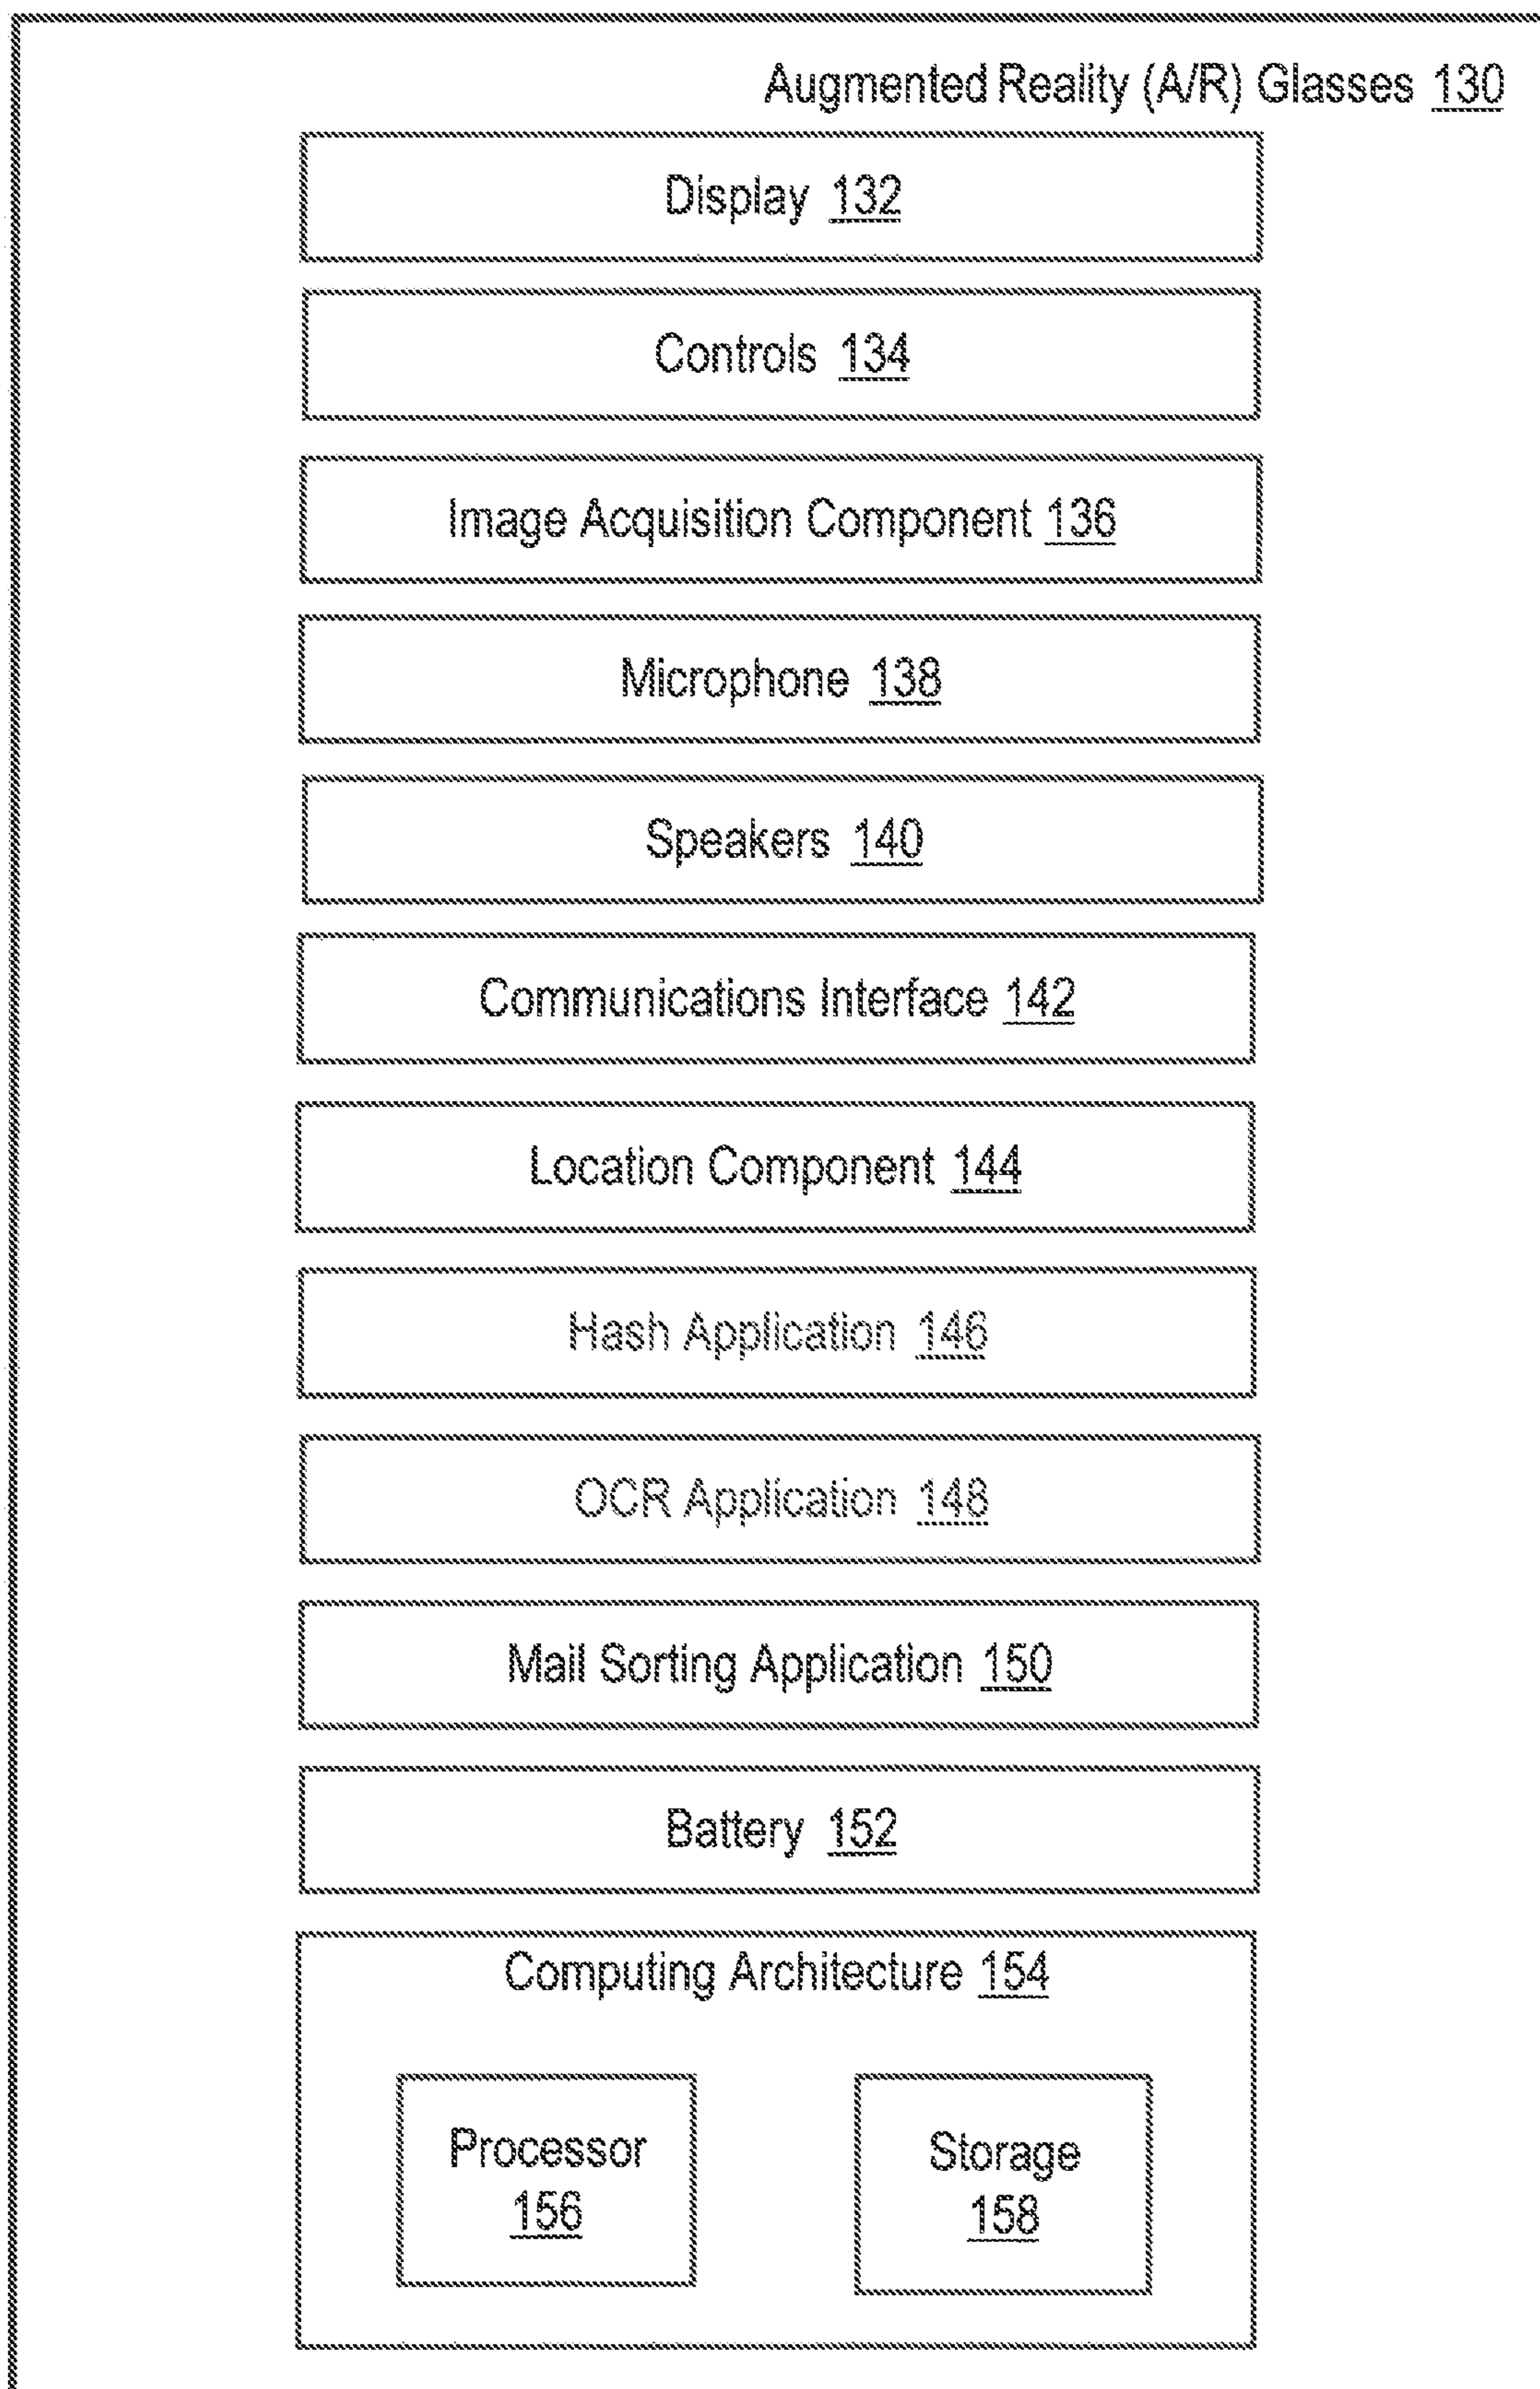 Augmented Reality (A/R) Glasses 130
Display 132
Controls 134
Image Acquisition Component 136
Microphone 138
Speakers 140
Communications Interface 142
Location Component 144
Hash Application 146
OCR Application 148
Mail Sorting Application 150
Battery 152
Computing Architecture 154
Processor
156
Storage
158